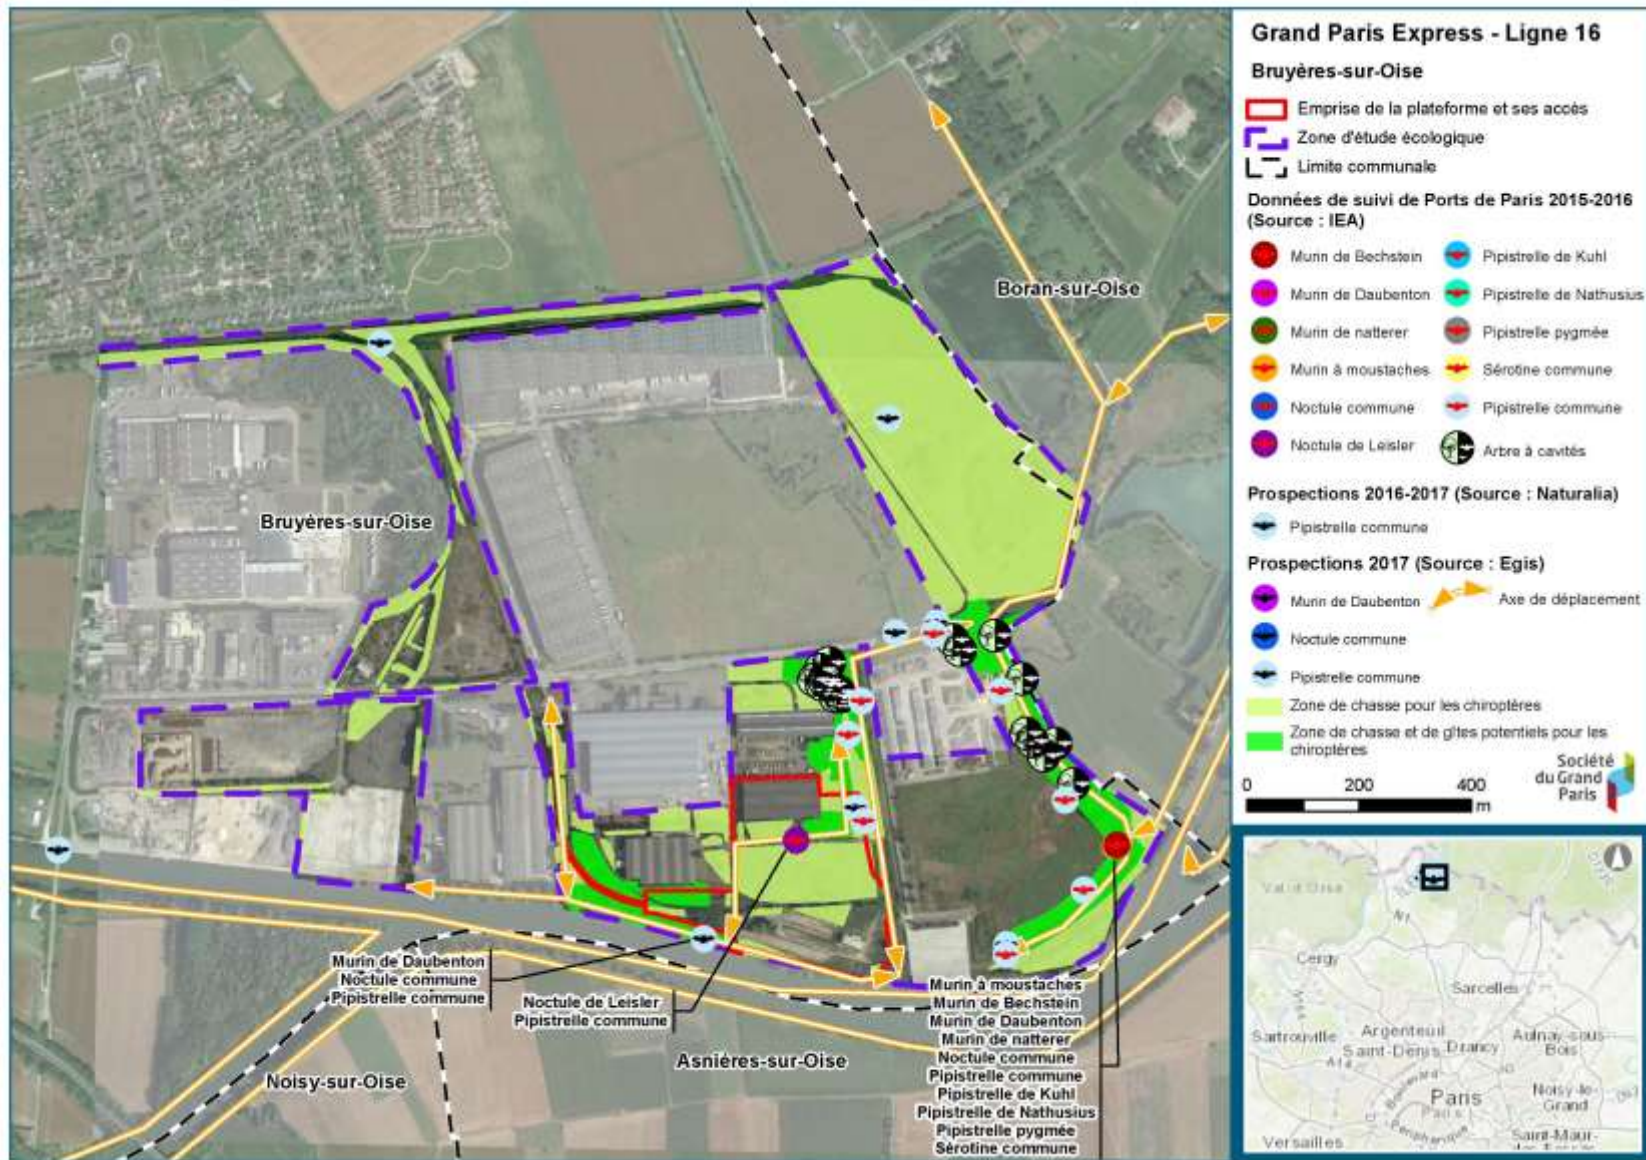 Grand Paris Express - Ligne 16
Bruyères-sur-Oise
Emprise de la plateforme et ses accès
Zone d'étude écologique
Limite communale
Données de suivi de Ports de Paris 2015-2016
(Source : IEA)
Murin de Bechstein
Pipistrelle de Kuhl
Murin de Daubenton
Pipistrelle de Nathusius
Murin de natterer
Pipistrelle pygmée
Murin à moustaches
Sérotine commune
Noctule commune
Pipistrelle commune
Noctule de Leisler
Arbre à cavités
Prospections 2016-2017 (Source : Naturalia)
Pipistrelle commune
Prospections 2017 (Source : Egis)
Murin de Daubenton
Axe de déplacement
Noctule commune
Pipistrelle commune
Zone de chasse pour les chiroptères
Zone de chasse et de gîtes potentiels pour les
chiroptères
Société
du Grand
Paris
0 200 400
m
Boran-sur-Oise
Bruyères-sur-Oise
Murin de Daubenton
Noctule commune
Pipistrelle commune
Noctule de Leisler
Pipistrelle commune
Murin à moustaches
Murin de Bechstein
Murin de Daubenton
Murin de natterer
Noctule commune
Pipistrelle commune
Pipistrelle de Kuhl
Pipistrelle de Nathusius
Pipistrelle pygmée
Sérotine commune
Asnières-sur-Oise
Noisy-sur-Oise
Cergy
Sarcelles
Sartrouville
Argenteuil
Aulnay-sous-
Bois
Saint-Denis
Drancy
Boulevard
Paris
Paris
Périphérique
Noisy-le-
Grand
Versailles
Saint-Maur-